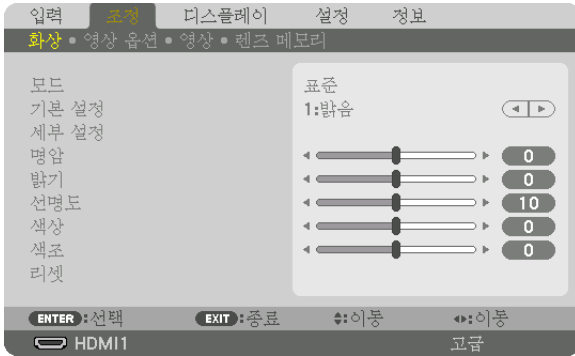 입력 조정 디스플레이 설정 정보
화상 • 영상 옵션 • 영상 • 렌즈 메모리
모드 표준
기본 설정 1:밝음
세부 설정
명암 0
밝기 0
선명도 10
색상 0
색조 0
리셋
ENTER:선택 EXIT:종료 :이동 :이동
HDMI1 고급